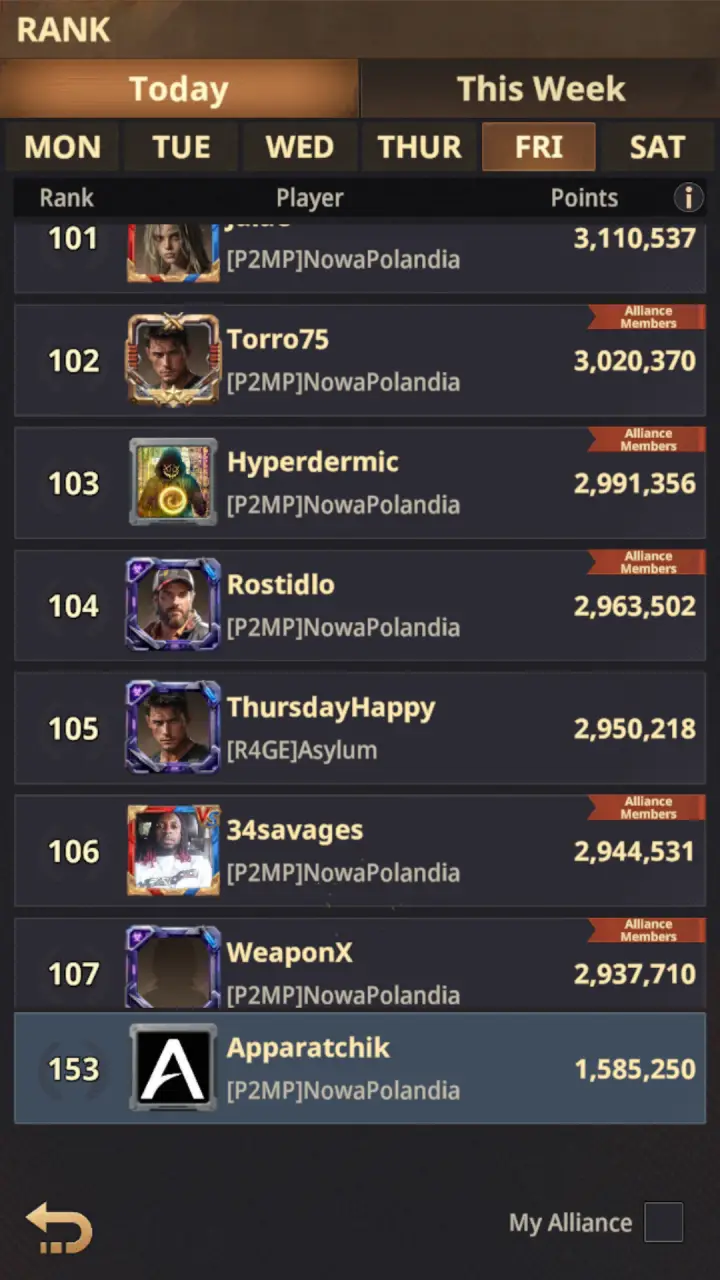 RANK
Today
This Week
MON
TUE
WED
THUR
FRI
SAT
Rank
Player
Points
101
[P2MP]NowaPolandia
3,110,537
Alliance
Members
102
Torro75
[P2MP]NowaPolandia
3,020,370
Alliance
Members
103
Hyperdermic
[P2MP]NowaPolandia
2,991,356
Alliance
Members
104
Rostidlo
[P2MP]NowaPolandia
2,963,502
105
ThursdayHappy
[R4GE]Asylum
2,950,218
Alliance
Members
106
34savages
[P2MP]NowaPolandia
2,944,531
Alliance
Members
107
WeaponX
[P2MP]NowaPolandia
2,937,710
153
Apparatchik
[P2MP]NowaPolandia
1,585,250
My Alliance